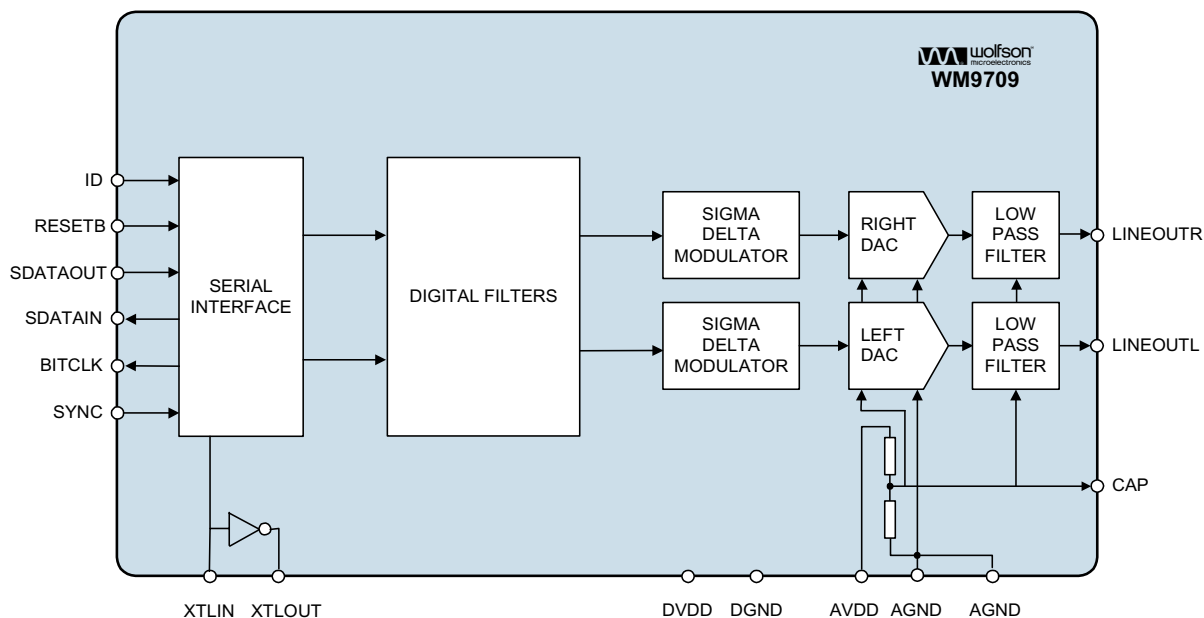 wolfson
microelectronics
WM9709
ID
RESETB
SDATAOUT
SDATAIN
BITCLK
SYNC
SERIAL
INTERFACE
DIGITAL FILTERS
SIGMA
DELTA
MODULATOR
RIGHT
DAC
LOW
PASS
FILTER
LINEOUTR
SIGMA
DELTA
MODULATOR
LEFT
DAC
LOW
PASS
FILTER
LINEOUTL
CAP
XTLIN
XTLOUT
DVDD
DGND
AVDD
AGND
AGND